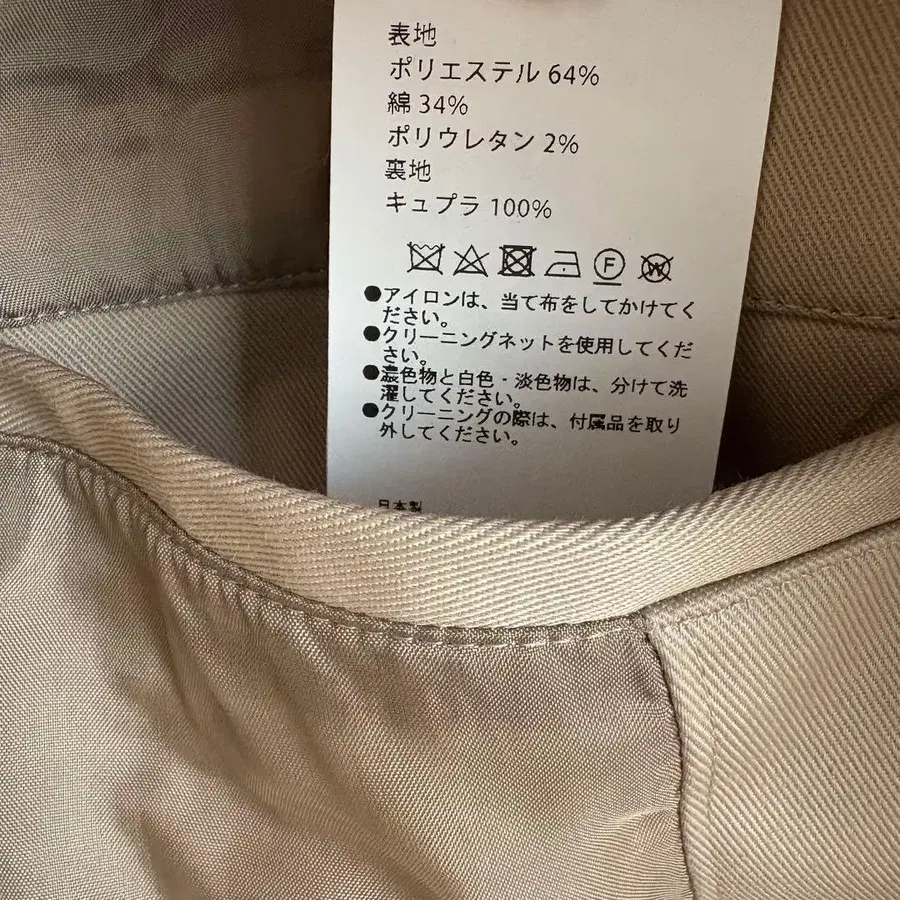 表地
ポリエステル 64%
綿 34%
ポリウレタン 2%
裏地
キュプラ 100%
F W
●アイロンは、当て布をしてかけてく
ださい。
●クリーニングネットを使用してくだ
さい。
●濃色物と白色・淡色物は、分けて洗
濯してください。
●クリーニングの際は、付属品を取り
外してください。
日本製